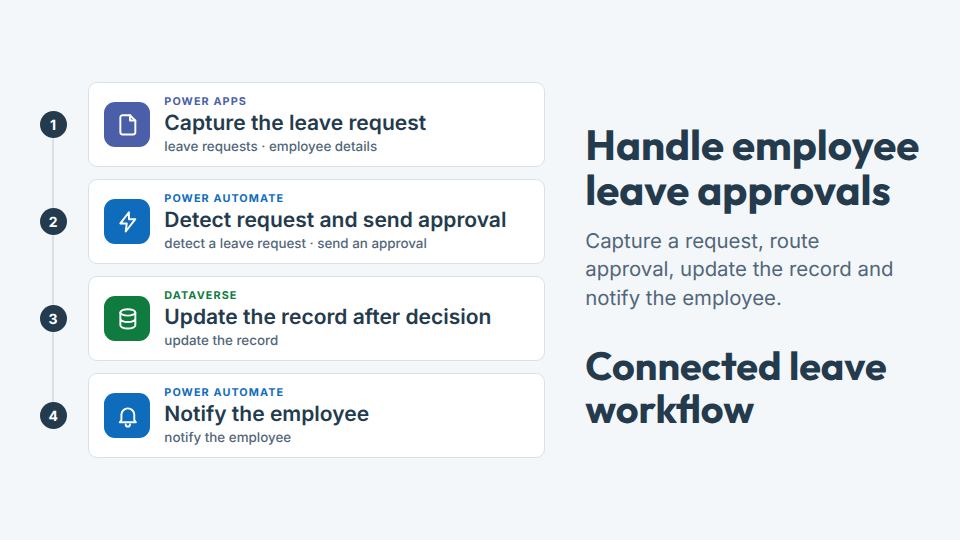 1
POWER APPS
Capture the leave request
leave requests · employee details
2
POWER AUTOMATE
Detect request and send approval
detect a leave request · send an approval
3
DATAVERSE
Update the record after decision
update the record
4
POWER AUTOMATE
Notify the employee
notify the employee
Handle employee
leave approvals
Capture a request, route
approval, update the record and
notify the employee.
Connected leave
workflow